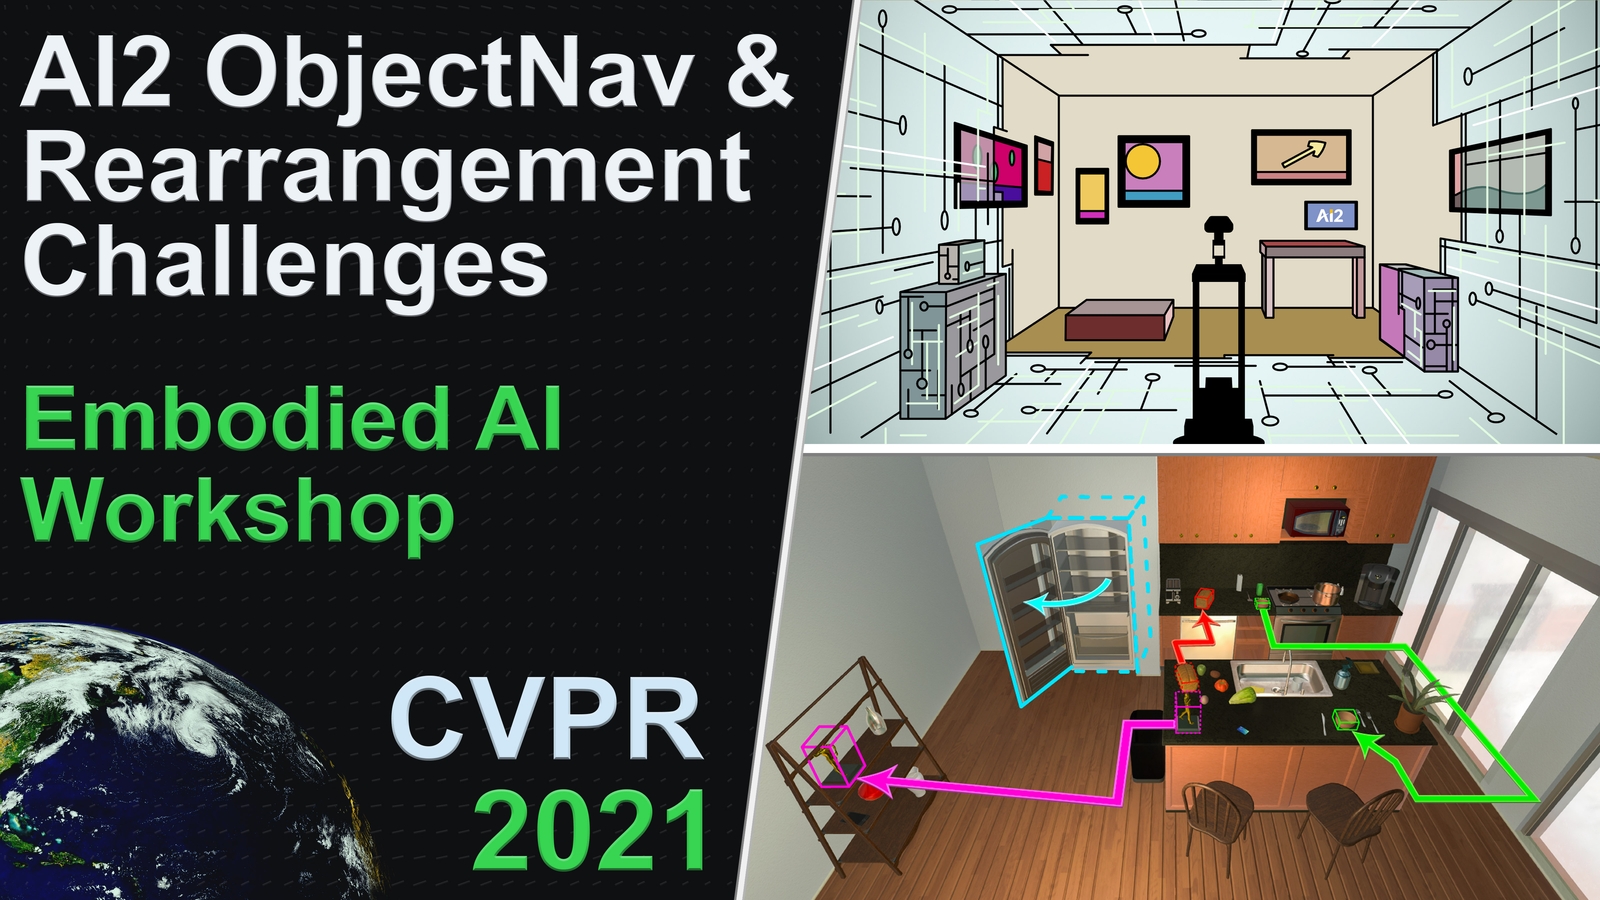 AI2 ObjectNav &
Rearrangement
Challenges
Embodied AI
Workshop
CVPR
2021
AI2